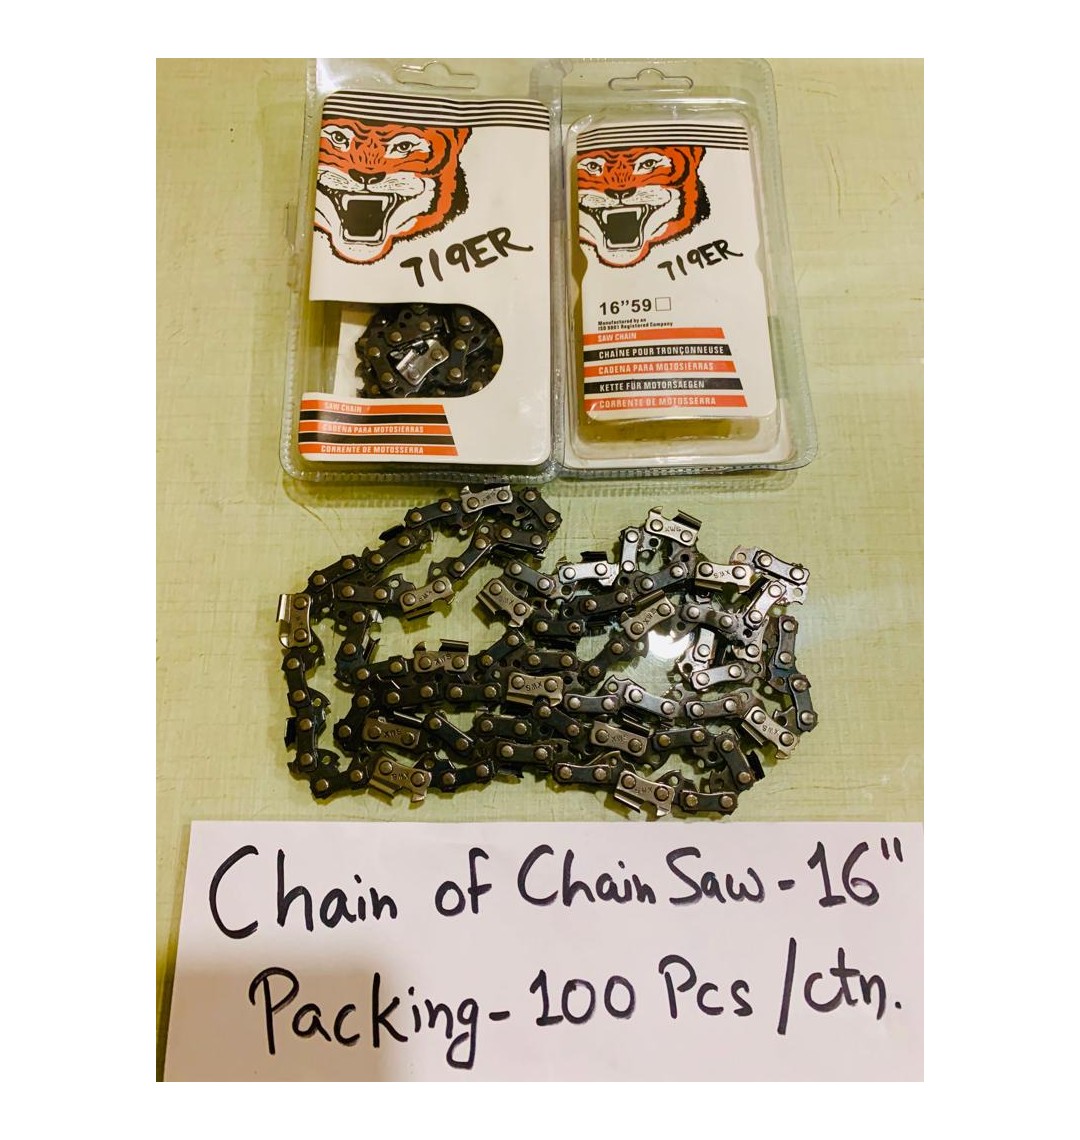 TIGER
SAW CHAIN
CADENA PARA MOTOSIERRAS
CORRENTE DE MOTOSSERRA
TIGER
16"59
Manufactured by an
ISO 9001 Registered Company
SAW CHAIN
CHAÎNE POUR TRONÇONNEUSE
CADENA PARA MOTOSIERRAS
KETTE FÜR MOTORSAEGEN
CORRENTE DE MOTOSSERRA
Chain of Chain Saw - 16"
Packing - 100 Pcs /ctn.